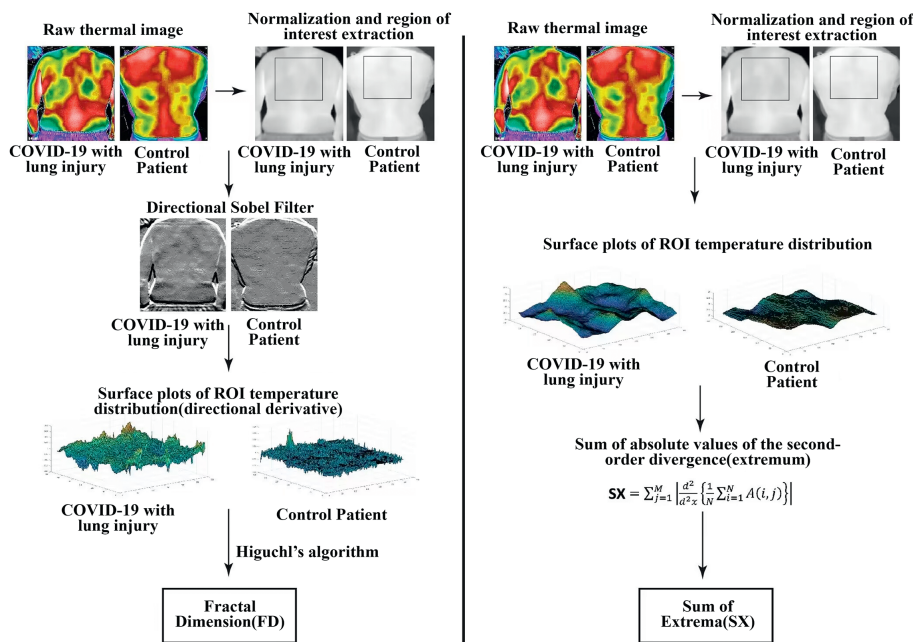 Raw thermal image
Normalization and region of
interest extraction
COVID-19 with
lung injury
Control
Patient
COVID-19 with
lung injury
Control
Patient
Directional Sobel Filter
COVID-19 with
lung injury
Control
Patient
Surface plots of ROI temperature
distribution(directional derivative)
COVID-19 with
lung injury
Control Patient
Higuchl's algorithm
Fractal
Dimension(FD)
Raw thermal image
Normalization and region of
interest extraction
COVID-19 with
lung injury
Control
Patient
COVID-19 with
lung injury
Control
Patient
Surface plots of ROI temperature distribution
COVID-19 with
lung injury
Control
Patient
Sum of absolute values of the second-
order divergence(extremum)
SX = ∑_{j=1}^{M} |d²/d²x {1/N ∑_{i=1}^{N} A(i,j)}|
Sum of
Extrema(SX)